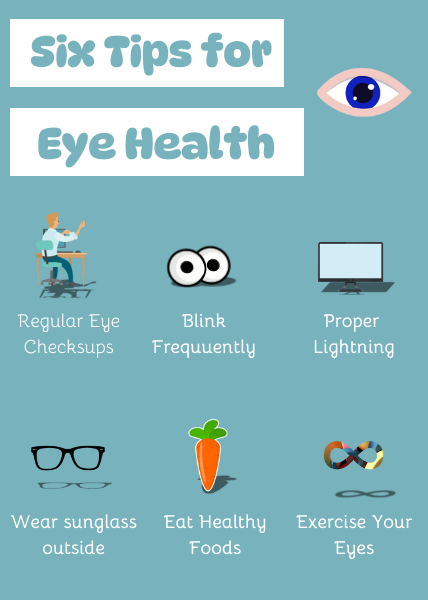 Six Tips for
Eye Health
Regular Eye
Checksups
Blink
Frequuently
Proper
Lightning
Wear sunglass
outside
Eat Healthy
Foods
Exercise Your
Eyes